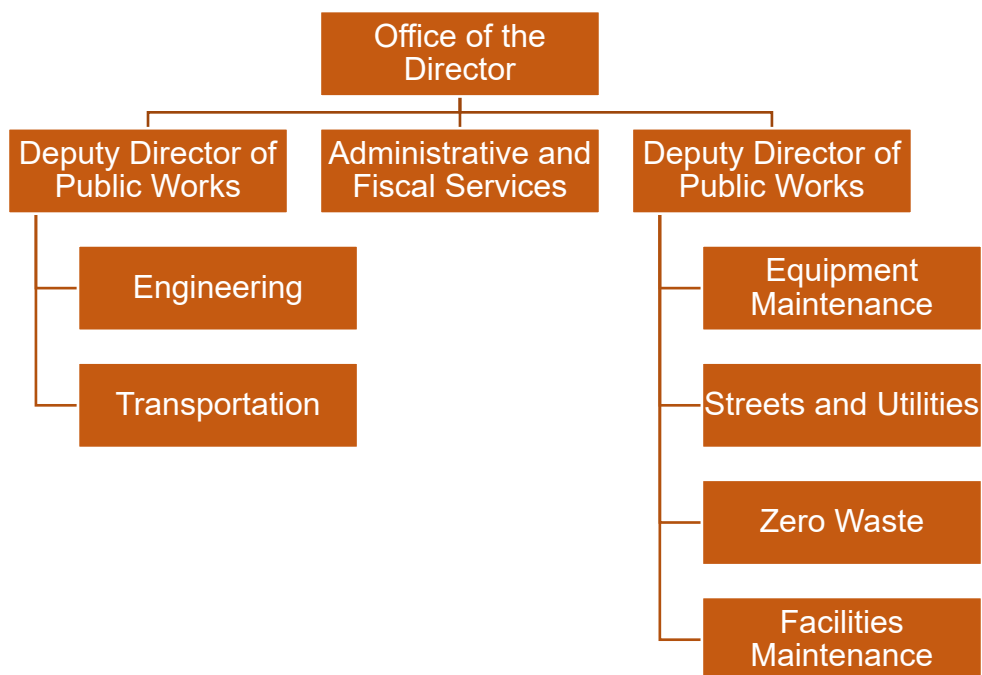 Office of the
Director
Deputy Director of
Public Works
Administrative and
Fiscal Services
Deputy Director of
Public Works
Engineering
Transportation
Equipment
Maintenance
Streets and Utilities
Zero Waste
Facilities
Maintenance